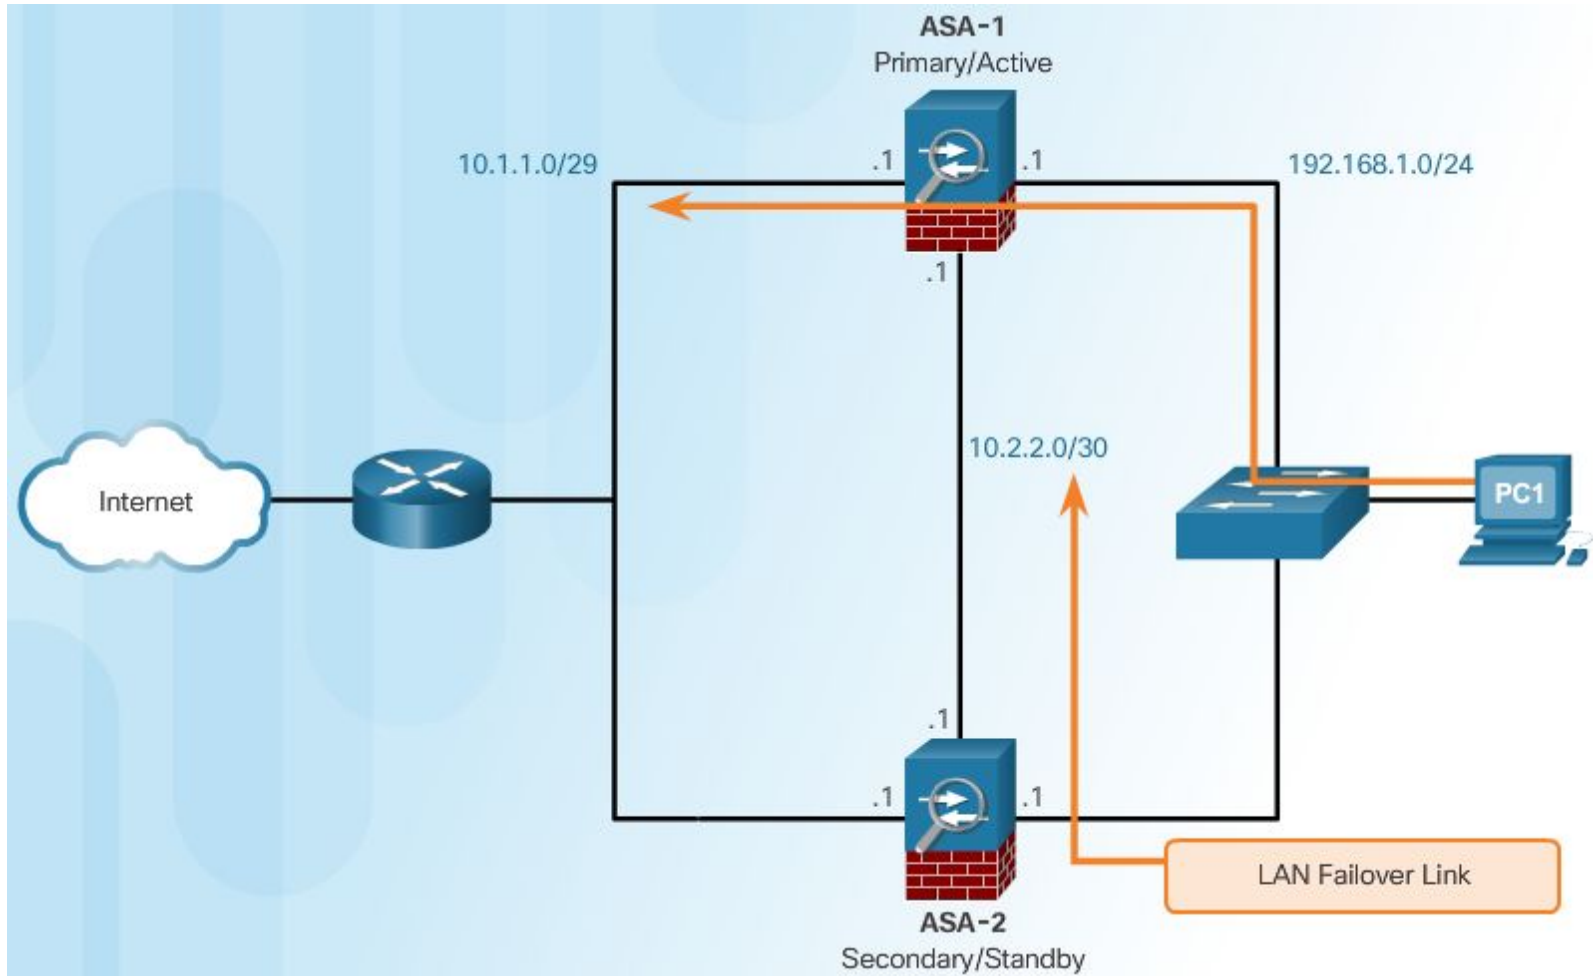 ASA-1
Primary/Active
10.1.1.0/29
.1
.1
192.168.1.0/24
.1
10.2.2.0/30
Internet
PC1
.1
.1
.1
LAN Failover Link
ASA-2
Secondary/Standby